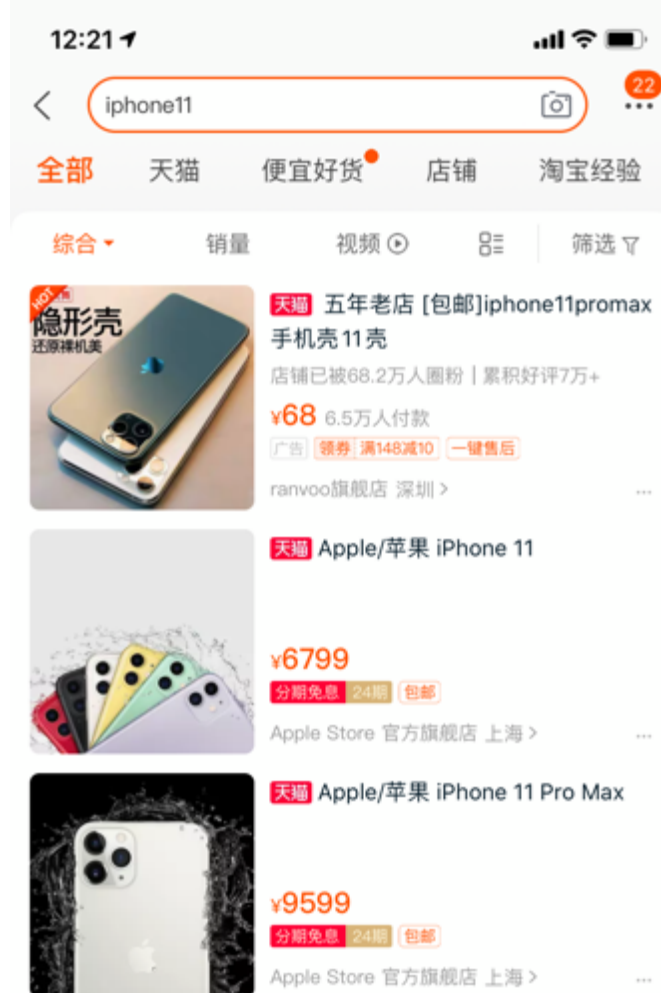 12:21
iphone11
22
全部 天猫 便宜好货 店铺 淘宝经验
综合 销量 视频 筛选
HOT
隐形壳
还原裸机美
天猫 五年老店 [包邮]iphone11promax
手机壳11壳
店铺已被68.2万人圈粉 | 累积好评7万+
¥68 6.5万人付款
广告 领券 满148减10 一键售后
ranvoo旗舰店 深圳
天猫 Apple/苹果 iPhone 11
¥6799
分期免息 24期 包邮
Apple Store 官方旗舰店 上海
天猫 Apple/苹果 iPhone 11 Pro Max
¥9599
分期免息 24期 包邮
Apple Store 官方旗舰店 上海